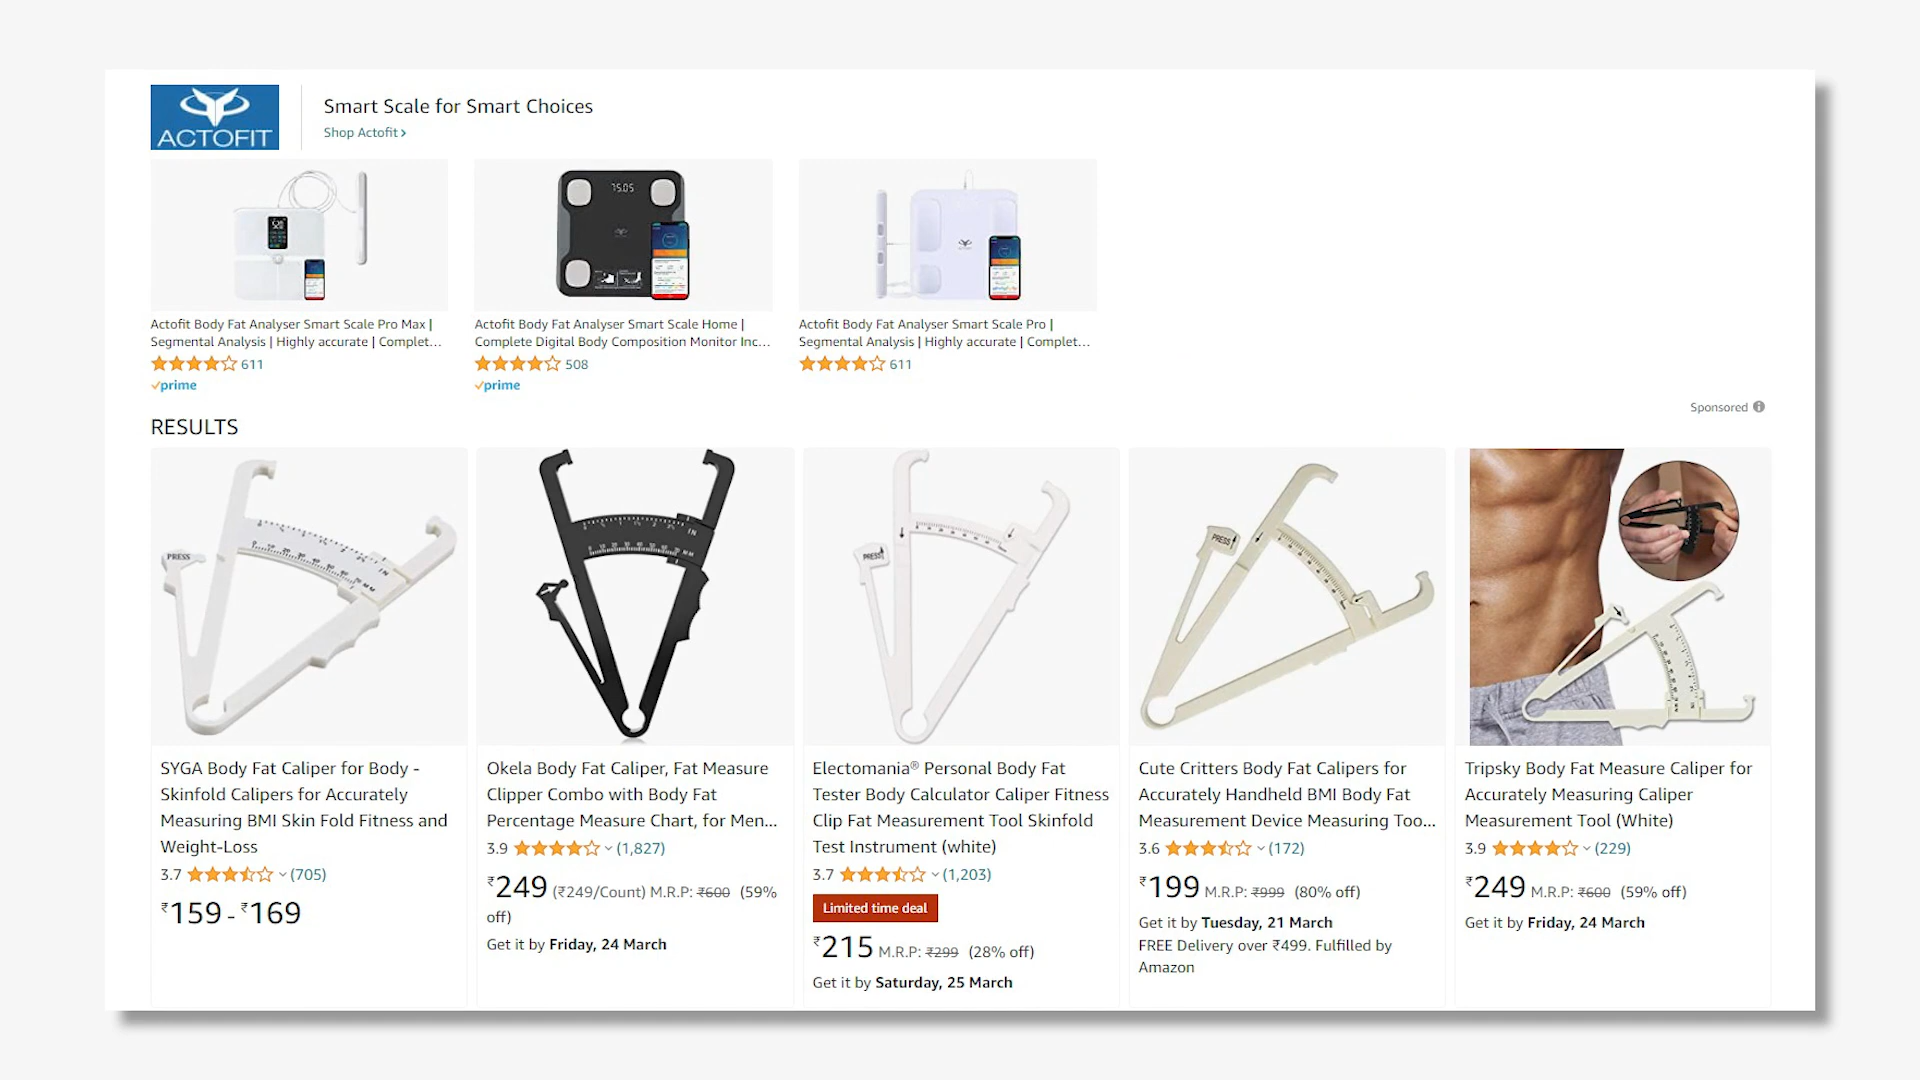 ACTOFIT
Smart Scale for Smart Choices
Shop Actofit ›
75.05
ACTOFIT
Actofit Body Fat Analyser Smart Scale Pro Max |
Segmental Analysis | Highly accurate | Complet...
611
prime
Actofit Body Fat Analyser Smart Scale Home |
Complete Digital Body Composition Monitor Inc...
508
prime
Actofit Body Fat Analyser Smart Scale Pro |
Segmental Analysis | Highly accurate | Complet...
611
Sponsored
RESULTS
PRESS
IN
MM
IN
MM
PRESS
PRESS
SYGA Body Fat Caliper for Body -
Skinfold Calipers for Accurately
Measuring BMI Skin Fold Fitness and
Weight-Loss
3.7 (705)
₹159 - ₹169
Okela Body Fat Caliper, Fat Measure
Clipper Combo with Body Fat
Percentage Measure Chart, for Men...
3.9 (1,827)
₹249 (₹249/Count) M.R.P: ₹600 (59%
off)
Get it by Friday, 24 March
Electomania® Personal Body Fat
Tester Body Calculator Caliper Fitness
Clip Fat Measurement Tool Skinfold
Test Instrument (white)
3.7 (1,203)
Limited time deal
₹215 M.R.P: ₹299 (28% off)
Get it by Saturday, 25 March
Cute Critters Body Fat Calipers for
Accurately Handheld BMI Body Fat
Measurement Device Measuring Too...
3.6 (172)
₹199 M.R.P: ₹999 (80% off)
Get it by Tuesday, 21 March
FREE Delivery over ₹499. Fulfilled by
Amazon
Tripsky Body Fat Measure Caliper for
Accurately Measuring Caliper
Measurement Tool (White)
3.9 (229)
₹249 M.R.P: ₹600 (59% off)
Get it by Friday, 24 March